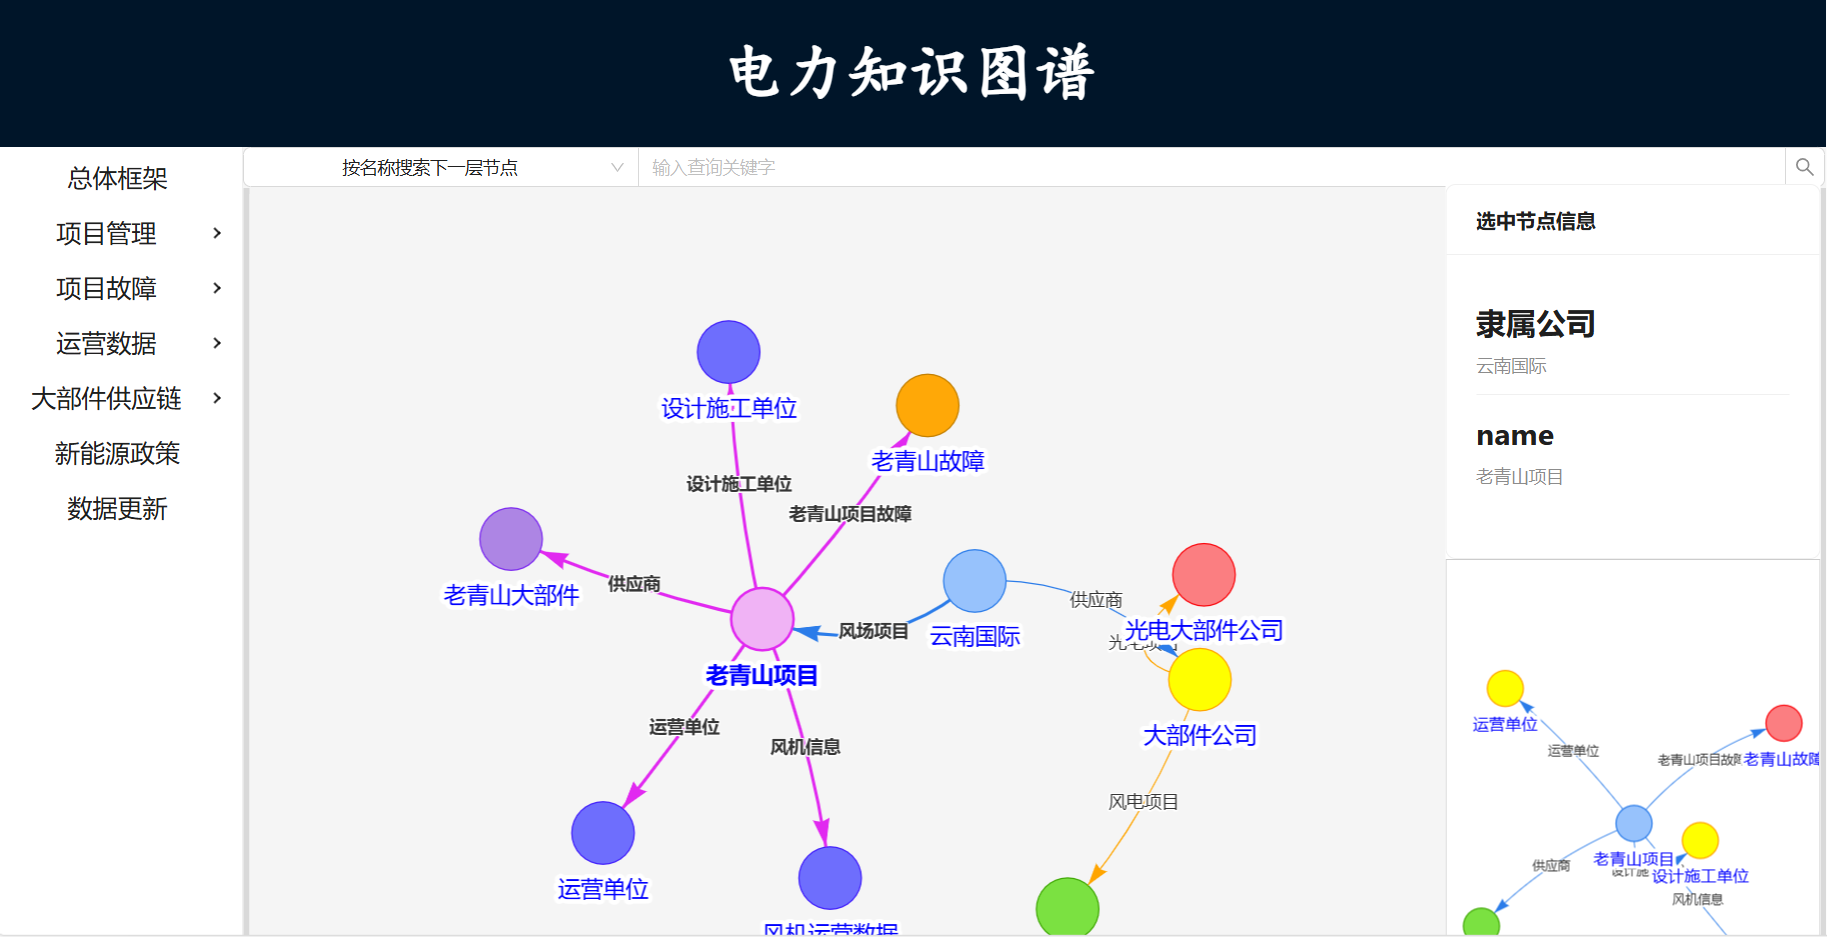 电力知识图谱
总体框架
项目管理
项目故障
运营数据
大部件供应链
新能源政策
数据更新
按名称搜索下一层节点
输入查询关键字
设计施工单位
老青山故障
设计施工单位
老青山项目故障
老青山大部件
供应商
风场项目
云南国际
供应商
光电大部件公司
老青山项目
大部件公司
运营单位
风机信息
风电项目
运营单位
风机运营数据
选中节点信息
隶属公司
云南国际
name
老青山项目
运营单位
运营单位
老青山项目故障
老青山故障
老青山项目
供应商
设计施工单位
风机信息